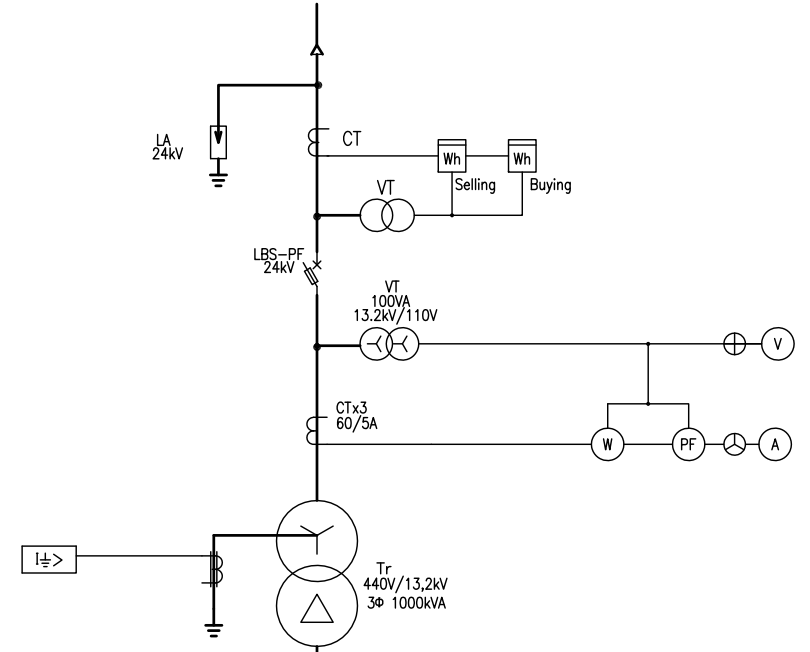 CT
LA
24kV
Wh
Wh
Selling
Buying
VT
LBS-PF
24kV
VT
100VA
13.2kV/110V
V
CTx3
60/5A
W
PF
A
I>
Tr
440V/13,2kV
3Φ 1000kVA